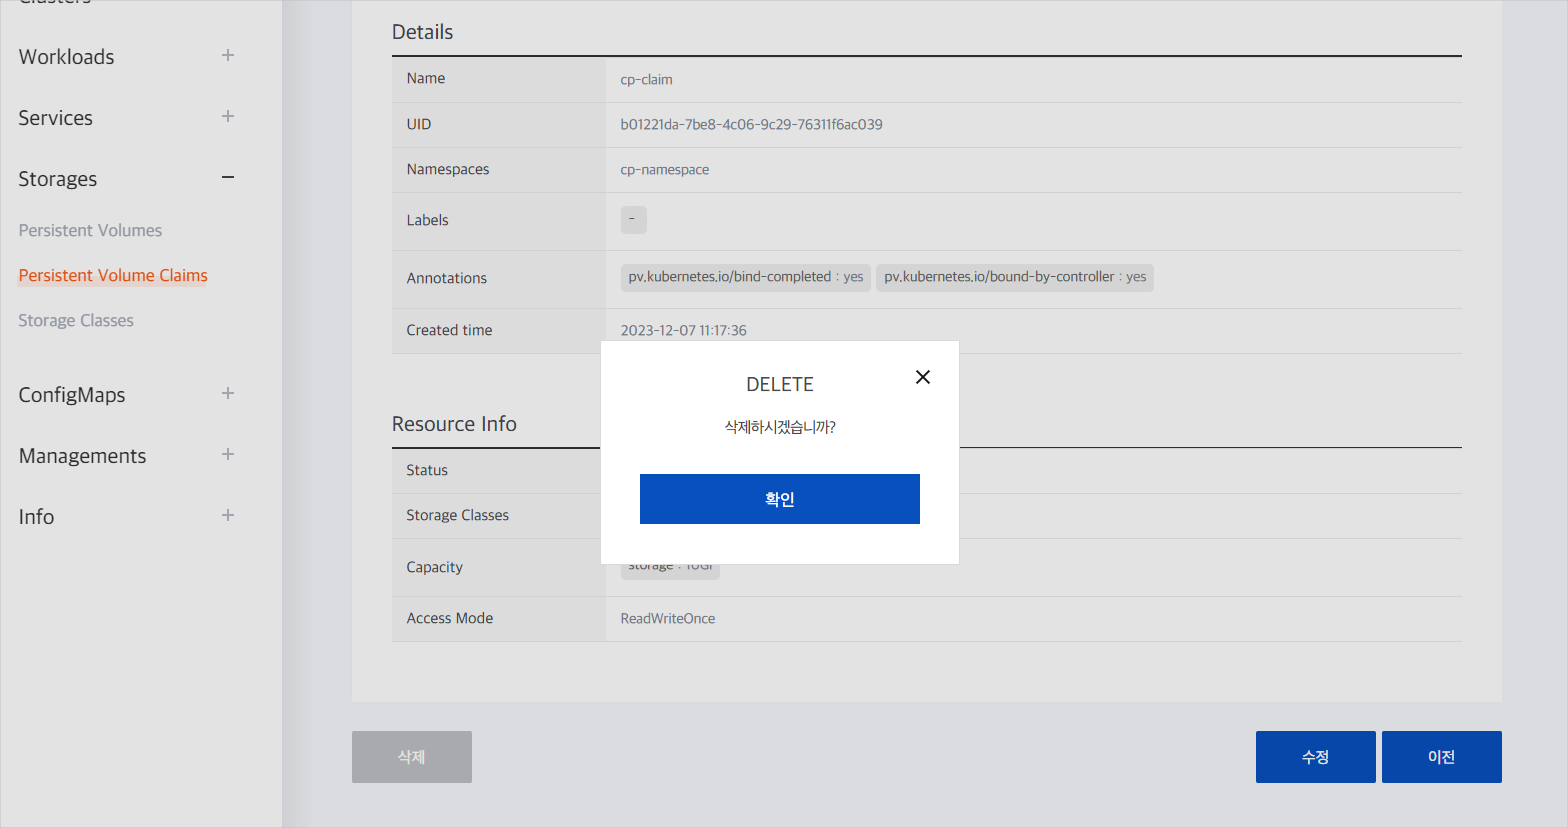 Clusters
Workloads
Services
Storages
Persistent Volumes
Persistent Volume Claims
Storage Classes
ConfigMaps
Managements
Info
Details
Name cp-claim
UID b01221da-7be8-4c06-9c29-76311f6ac039
Namespaces cp-namespace
Labels -
Annotations pv.kubernetes.io/bind-completed : yes pv.kubernetes.io/bound-by-controller : yes
Created time 2023-12-07 11:17:36
Resource Info
Status
Storage Classes
Capacity storage : 10Gi
Access Mode ReadWriteOnce
DELETE
삭제하시겠습니까?
확인
삭제
수정
이전